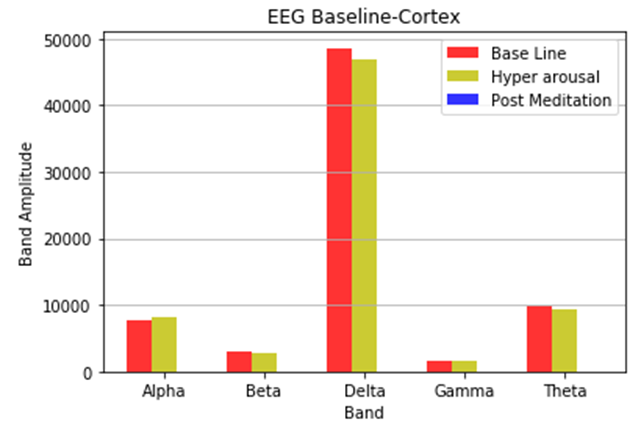 EEG Baseline-Cortex
50000
40000
30000
20000
10000
0
Band Amplitude
Base Line
Hyper arousal
Post Meditation
Alpha
Beta
Delta
Gamma
Theta
Band